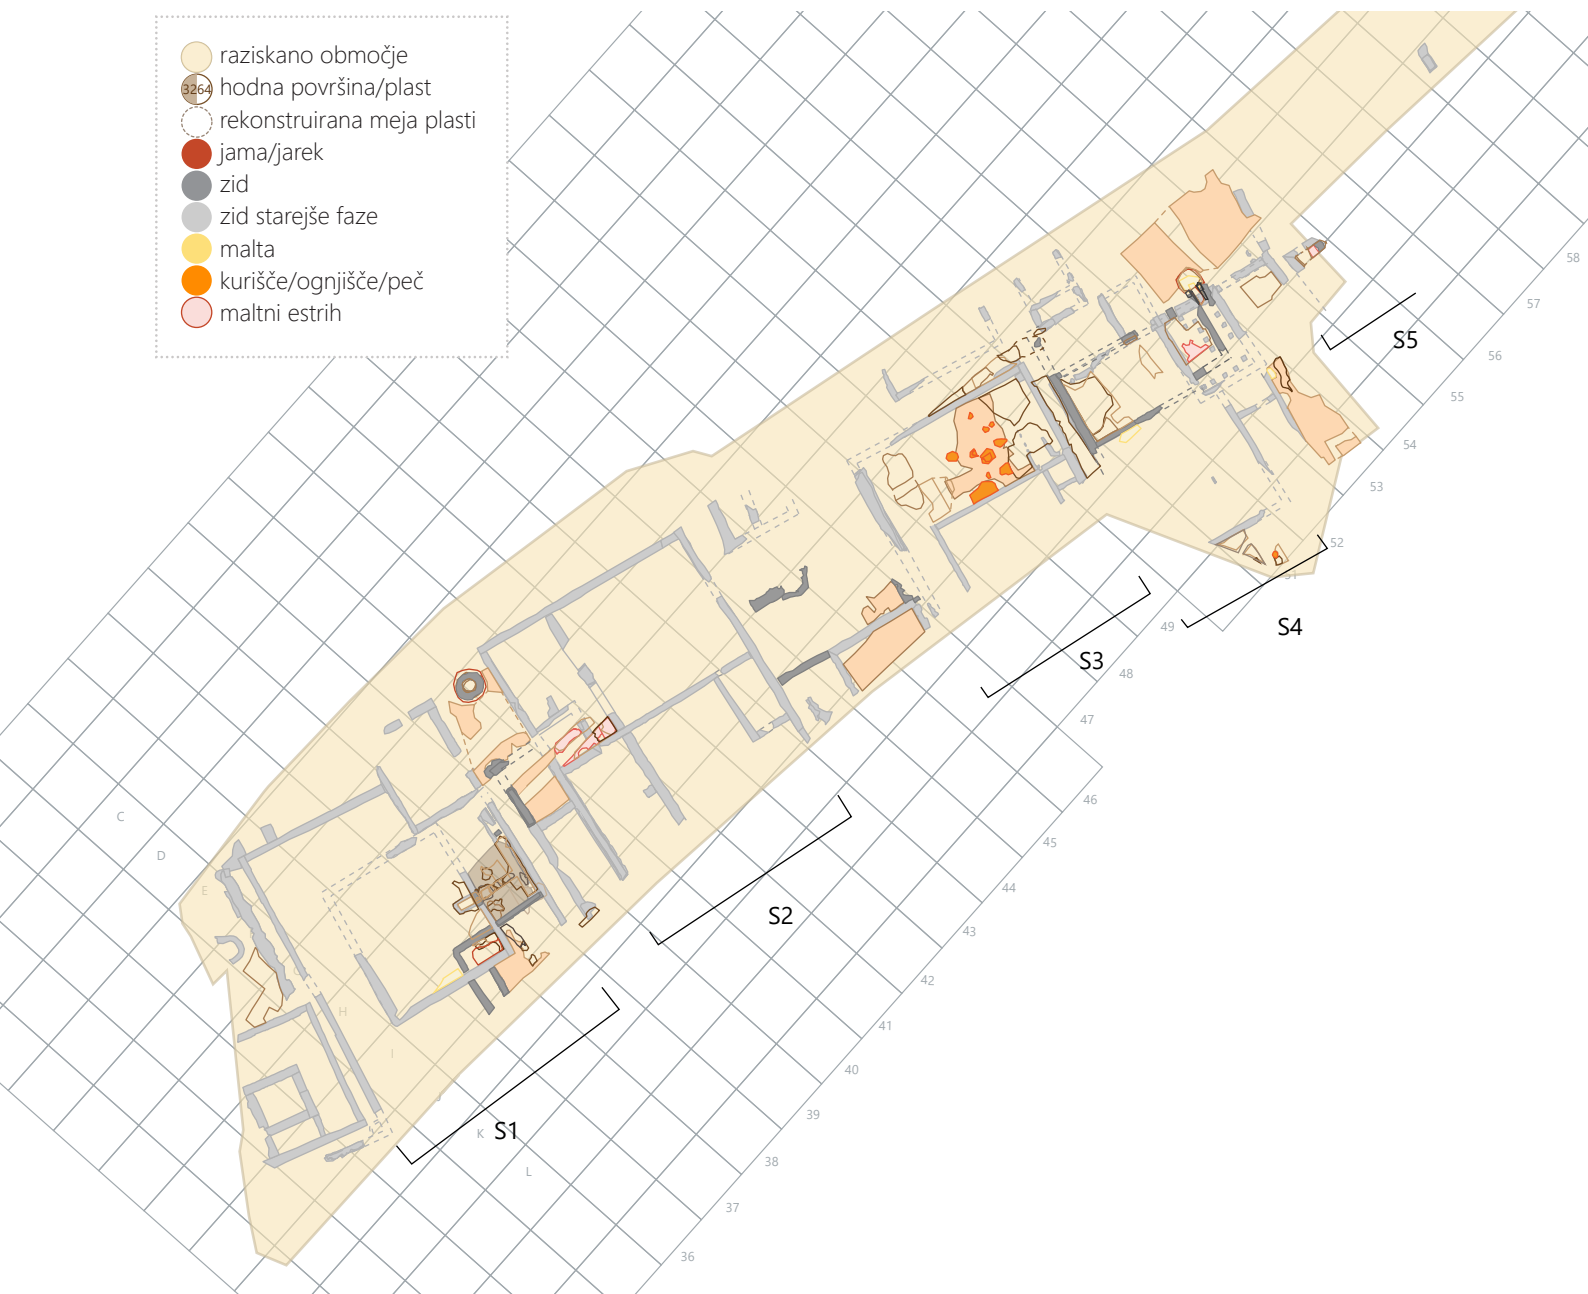 raziskano območje
3264 hodna površina/plast
rekonstruirana meja plasti
jama/jarek
zid
zid starejše faze
malta
kurišče/ognjišče/peč
maltni estrih
58
57
S5
56
55
54
53
52
51
S4
49
S3
48
47
46
C
45
D
44
E
S2
43
42
G
H
41
I
40
J
39
K
S1
38
L
37
36